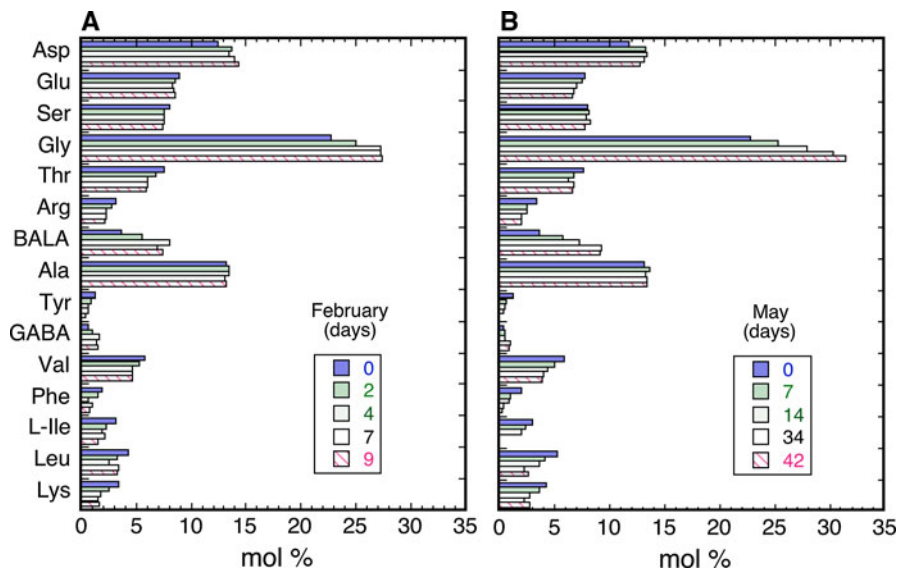 A
B
Asp
Glu
Ser
Gly
Thr
Arg
BALA
Ala
Tyr
GABA
Val
Phe
L-Ile
Leu
Lys
February
(days)
0
2
4
7
9
May
(days)
0
7
14
34
42
0 5 10 15 20 25 30 35
0 5 10 15 20 25 30 35
mol %
mol %